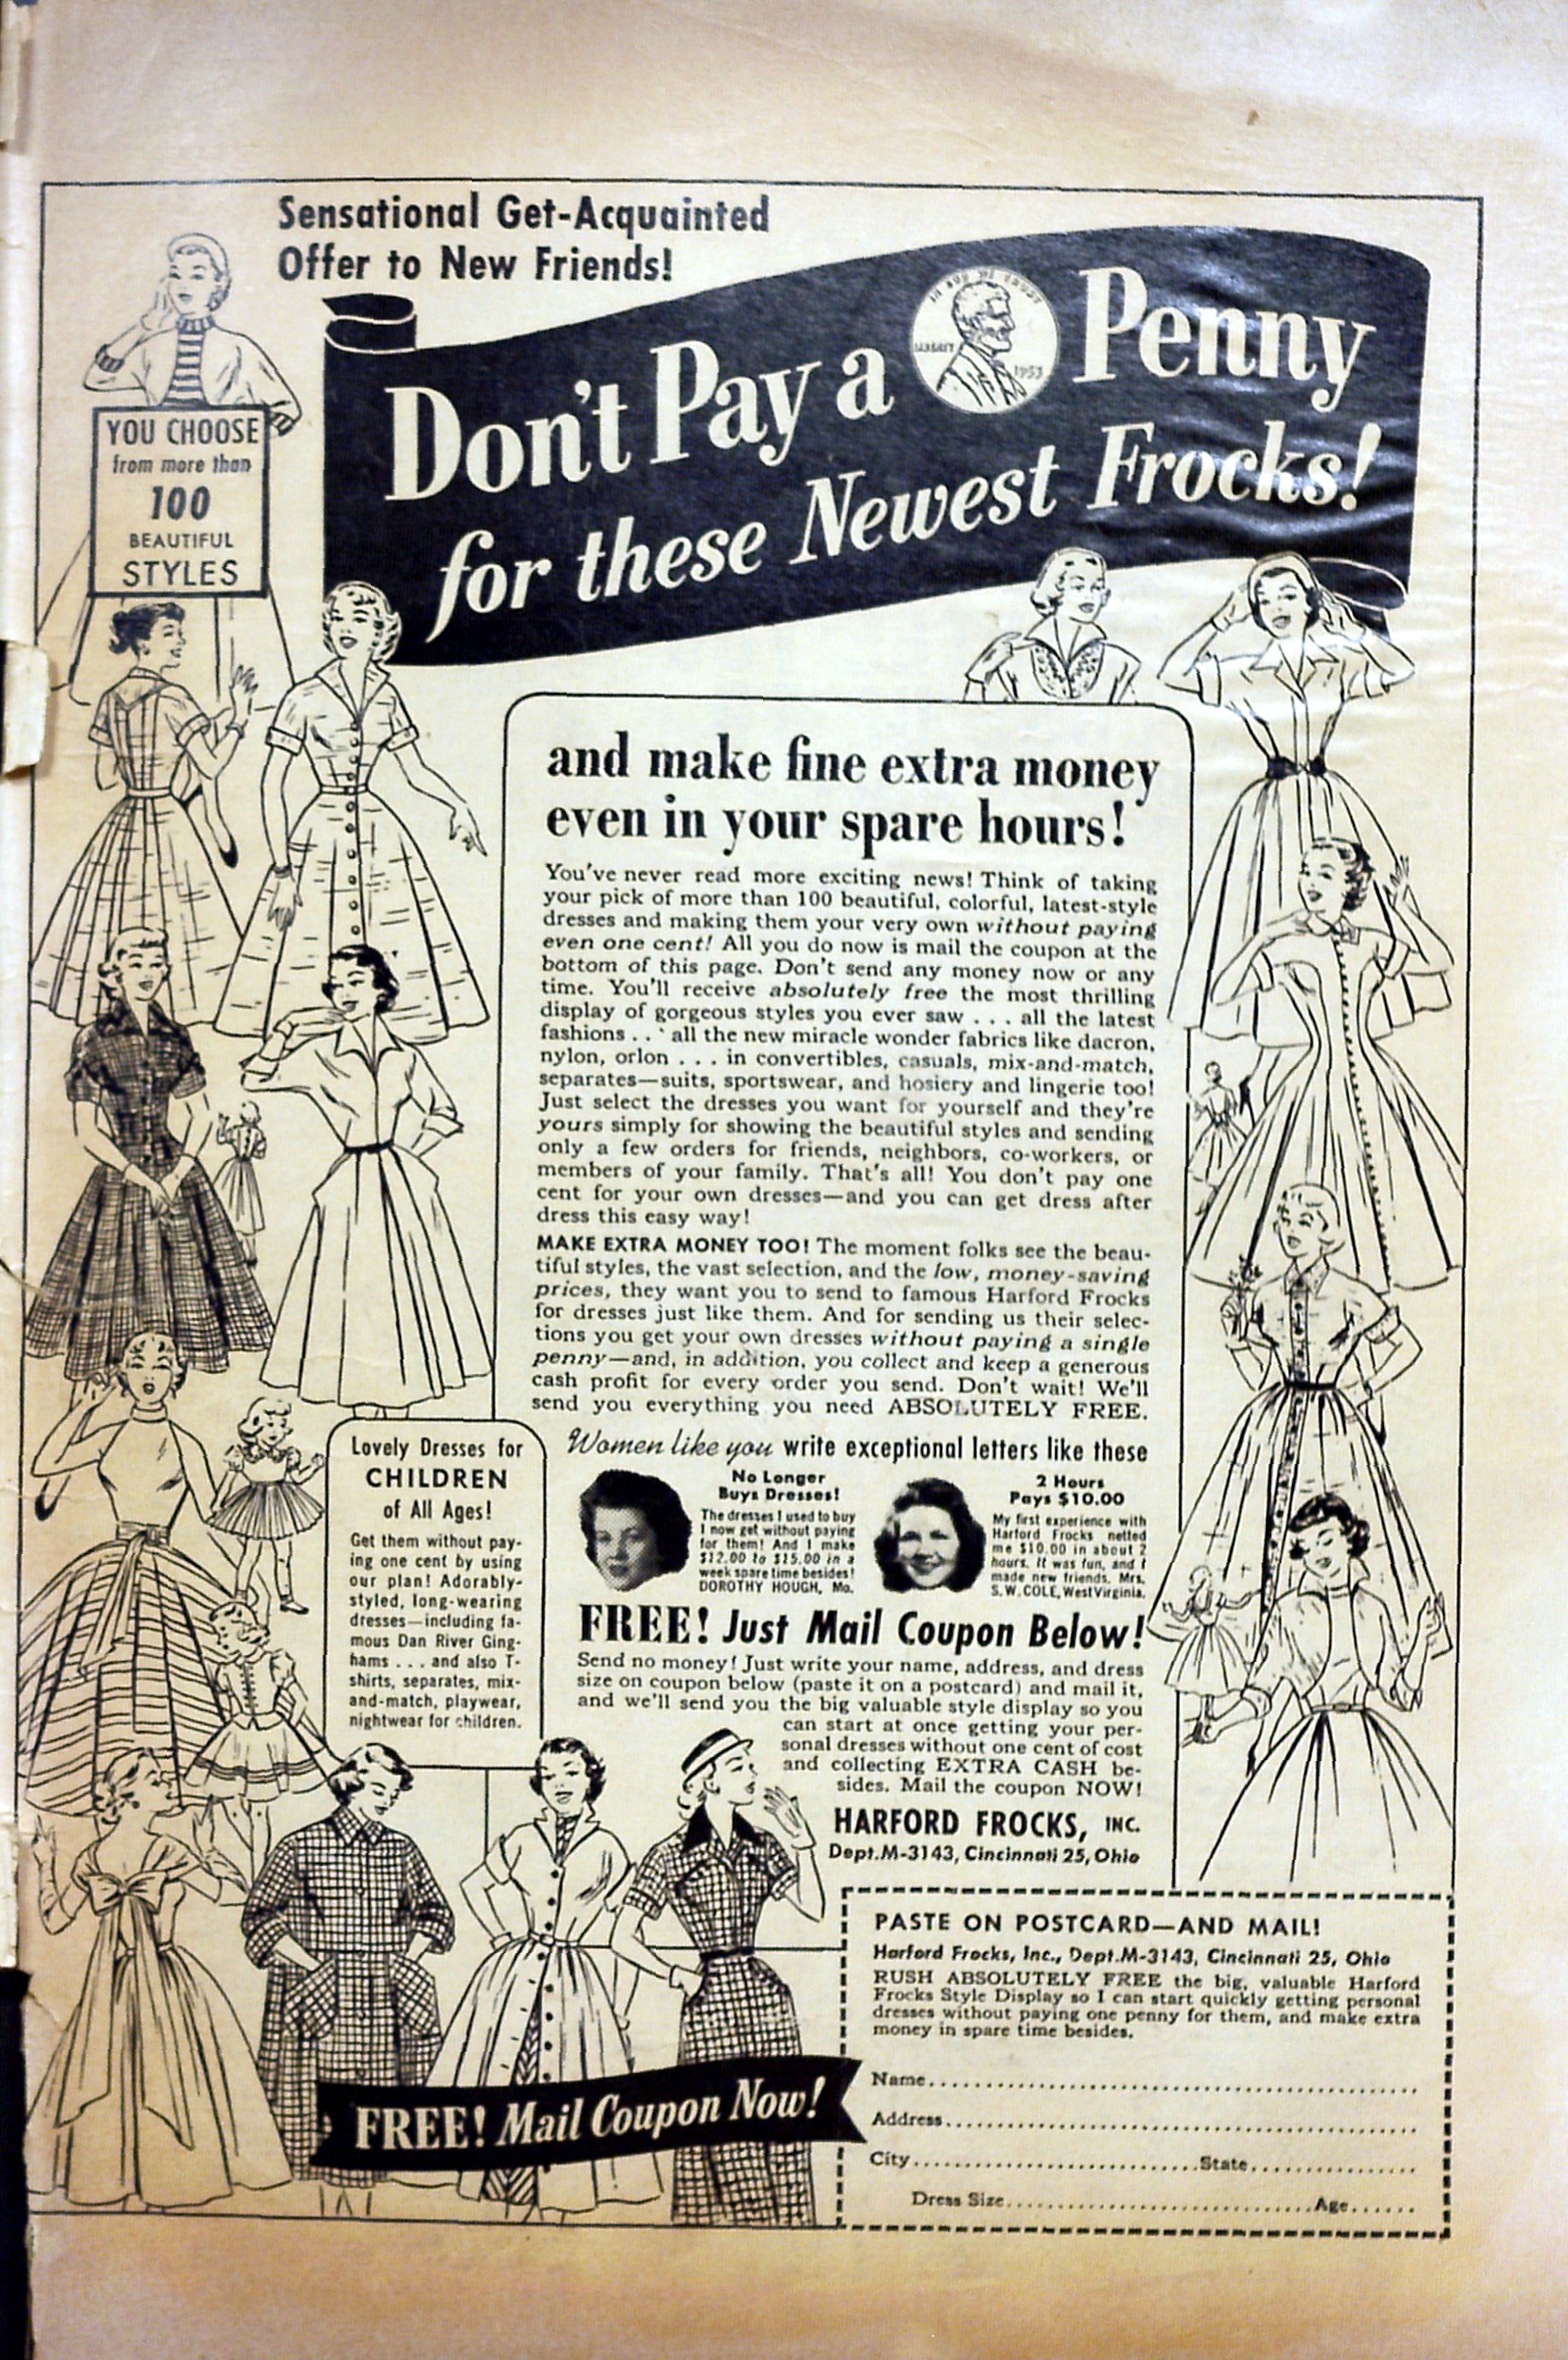 Sensational Get-Acquainted
Offer to New Friends!
Don't Pay a Penny
IN GOD WE TRUST
LIBERTY
1953
for these Newest Frocks!
YOU CHOOSE
from more than
100
BEAUTIFUL
STYLES
and make fine extra money
even in your spare hours!
You've never read more exciting news! Think of taking
your pick of more than 100 beautiful, colorful, latest-style
dresses and making them your very own without paying
even one cent! All you do now is mail the coupon at the
bottom of this page. Don't send any money now or any
time. You'll receive absolutely free the most thrilling
display of gorgeous styles you ever saw . . . all the latest
fashions . . . all the new miracle wonder fabrics like dacron,
nylon, orlon . . . in convertibles, casuals, mix-and-match,
separates—suits, sportswear, and hosiery and lingerie too!
Just select the dresses you want for yourself and they're
yours simply for showing the beautiful styles and sending
only a few orders for friends, neighbors, co-workers, or
members of your family. That's all! You don't pay one
cent for your own dresses—and you can get dress after
dress this easy way!
MAKE EXTRA MONEY TOO! The moment folks see the beau-
tiful styles, the vast selection, and the low, money-saving
prices, they want you to send to famous Harford Frocks
for dresses just like them. And for sending us their selec-
tions you get your own dresses without paying a single
penny—and, in addition, you collect and keep a generous
cash profit for every order you send. Don't wait! We'll
send you everything you need ABSOLUTELY FREE.
Lovely Dresses for
CHILDREN
of All Ages!
Get them without pay-
ing one cent by using
our plan! Adorably-
styled, long-wearing
dresses—including fa-
mous Dan River Ging-
hams . . . and also T-
shirts, separates, mix-
and-match, playwear,
nightwear for children.
Women like you write exceptional letters like these
No Longer
Buys Dresses!
The dresses I used to buy
I now get without paying
for them! And I make
$12.00 to $15.00 in a
week spare time besides!
DOROTHY HOUGH, Mo.
2 Hours
Pays $10.00
My first experience with
Harford Frocks netted
me $10.00 in about 2
hours. It was fun, and I
made new friends. Mrs.
S. W. COLE, West Virginia.
FREE! Just Mail Coupon Below!
Send no money! Just write your name, address, and dress
size on coupon below (paste it on a postcard) and mail it,
and we'll send you the big valuable style display so you
can start at once getting your per-
sonal dresses without one cent of cost
and collecting EXTRA CASH be-
sides. Mail the coupon NOW!
HARFORD FROCKS, INC.
Dept. M-3143, Cincinnati 25, Ohio
PASTE ON POSTCARD—AND MAIL!
Harford Frocks, Inc., Dept. M-3143, Cincinnati 25, Ohio
RUSH ABSOLUTELY FREE the big, valuable Harford
Frocks Style Display so I can start quickly getting personal
dresses without paying one penny for them, and make extra
money in spare time besides.
Name
Address
City State
Dress Size Age
FREE! Mail Coupon Now!